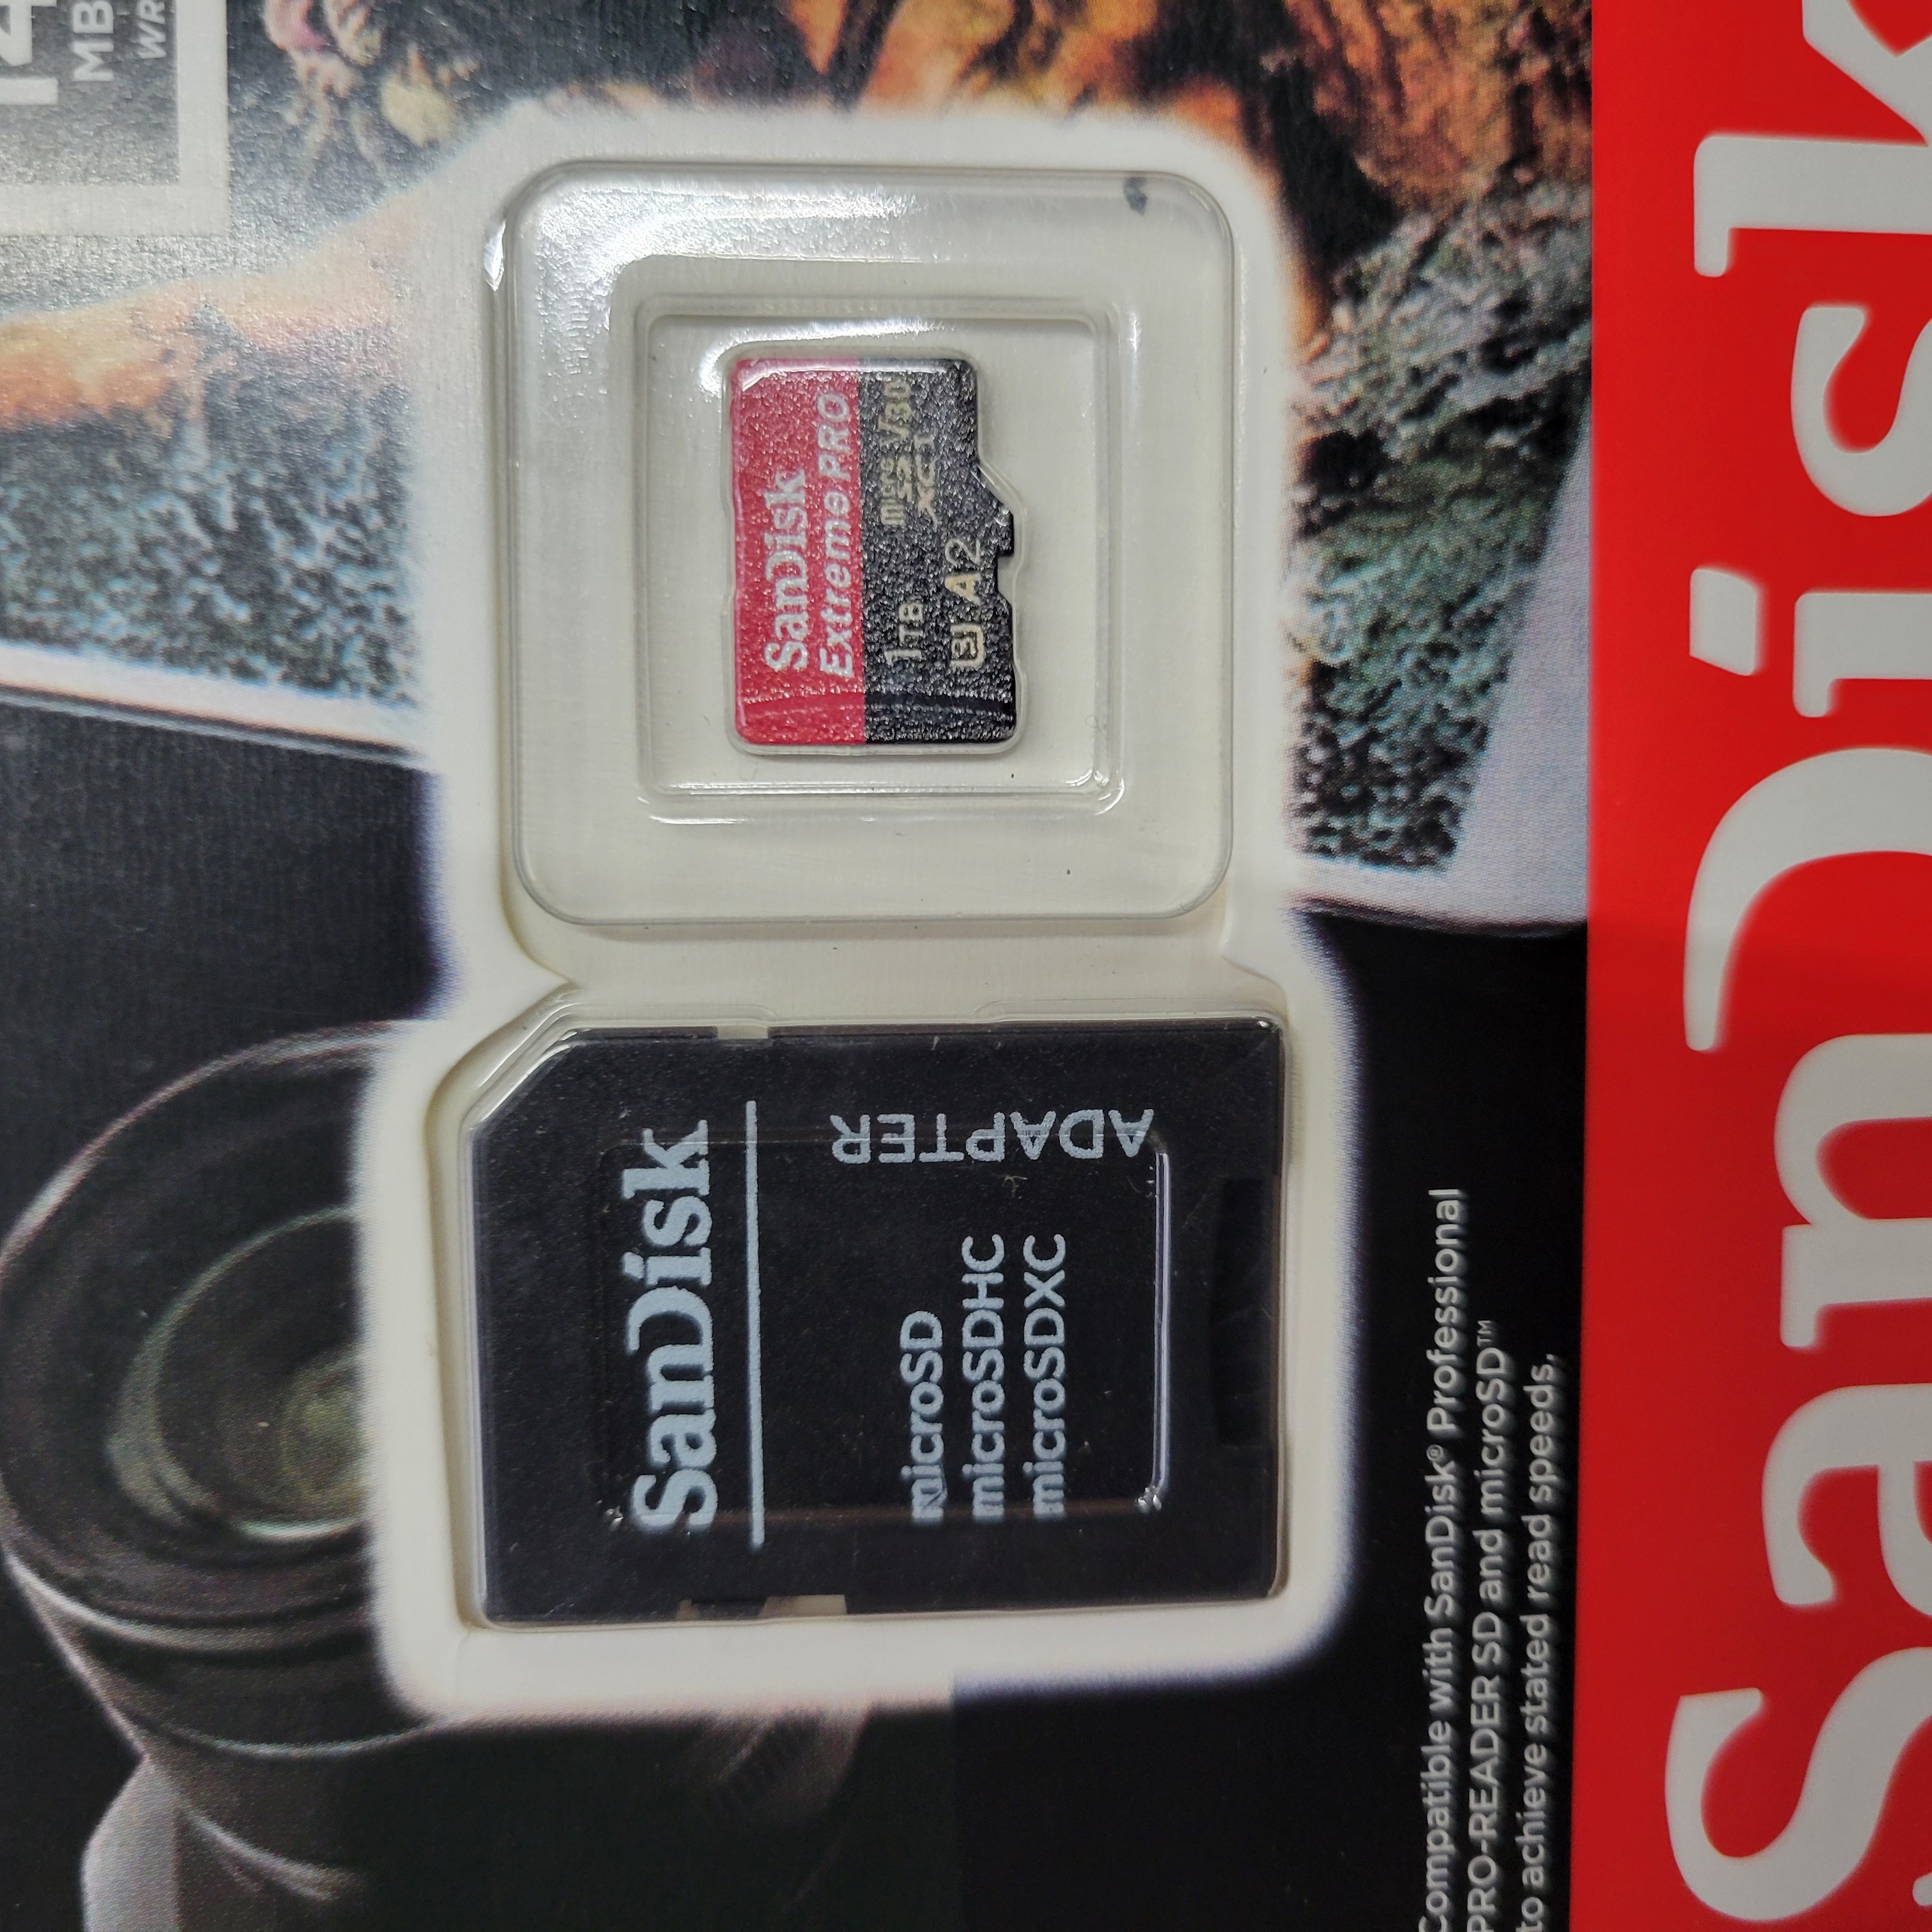 SanDisk
Extreme PRO
1TB
micro
SD
XC I
V30
U3
A2
SanDisk
ADAPTER
microSD
microSDHC
microSDXC
Compatible with SanDisk® Professional
PRO-READER SD and microSD™
to achieve stated read speeds.
SanDisk
MB
WR